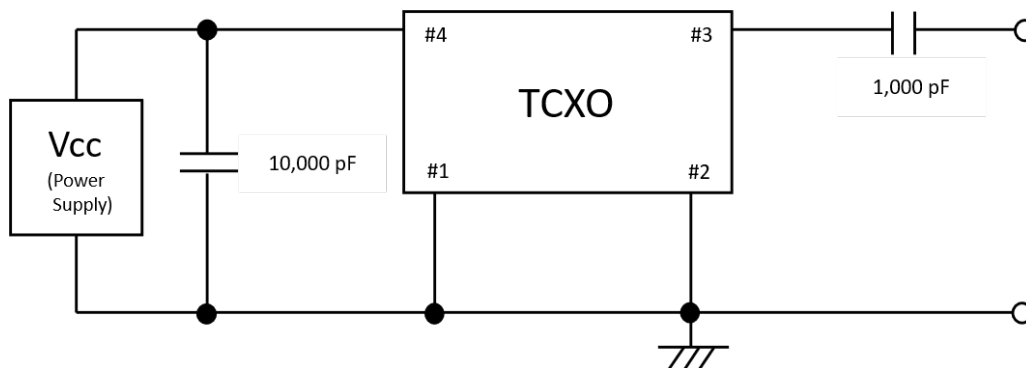 #4
#3
TCXO
1,000 pF
Vcc
(Power
Supply)
10,000 pF
#1
#2